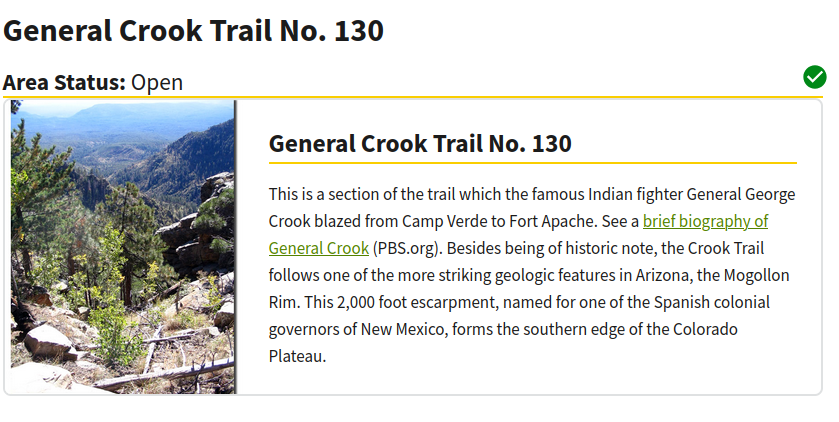 General Crook Trail No. 130
Area Status: Open
General Crook Trail No. 130
This is a section of the trail which the famous Indian fighter General George
Crook blazed from Camp Verde to Fort Apache. See a brief biography of
General Crook (PBS.org). Besides being of historic note, the Crook Trail
follows one of the more striking geologic features in Arizona, the Mogollon
Rim. This 2,000 foot escarpment, named for one of the Spanish colonial
governors of New Mexico, forms the southern edge of the Colorado
Plateau.